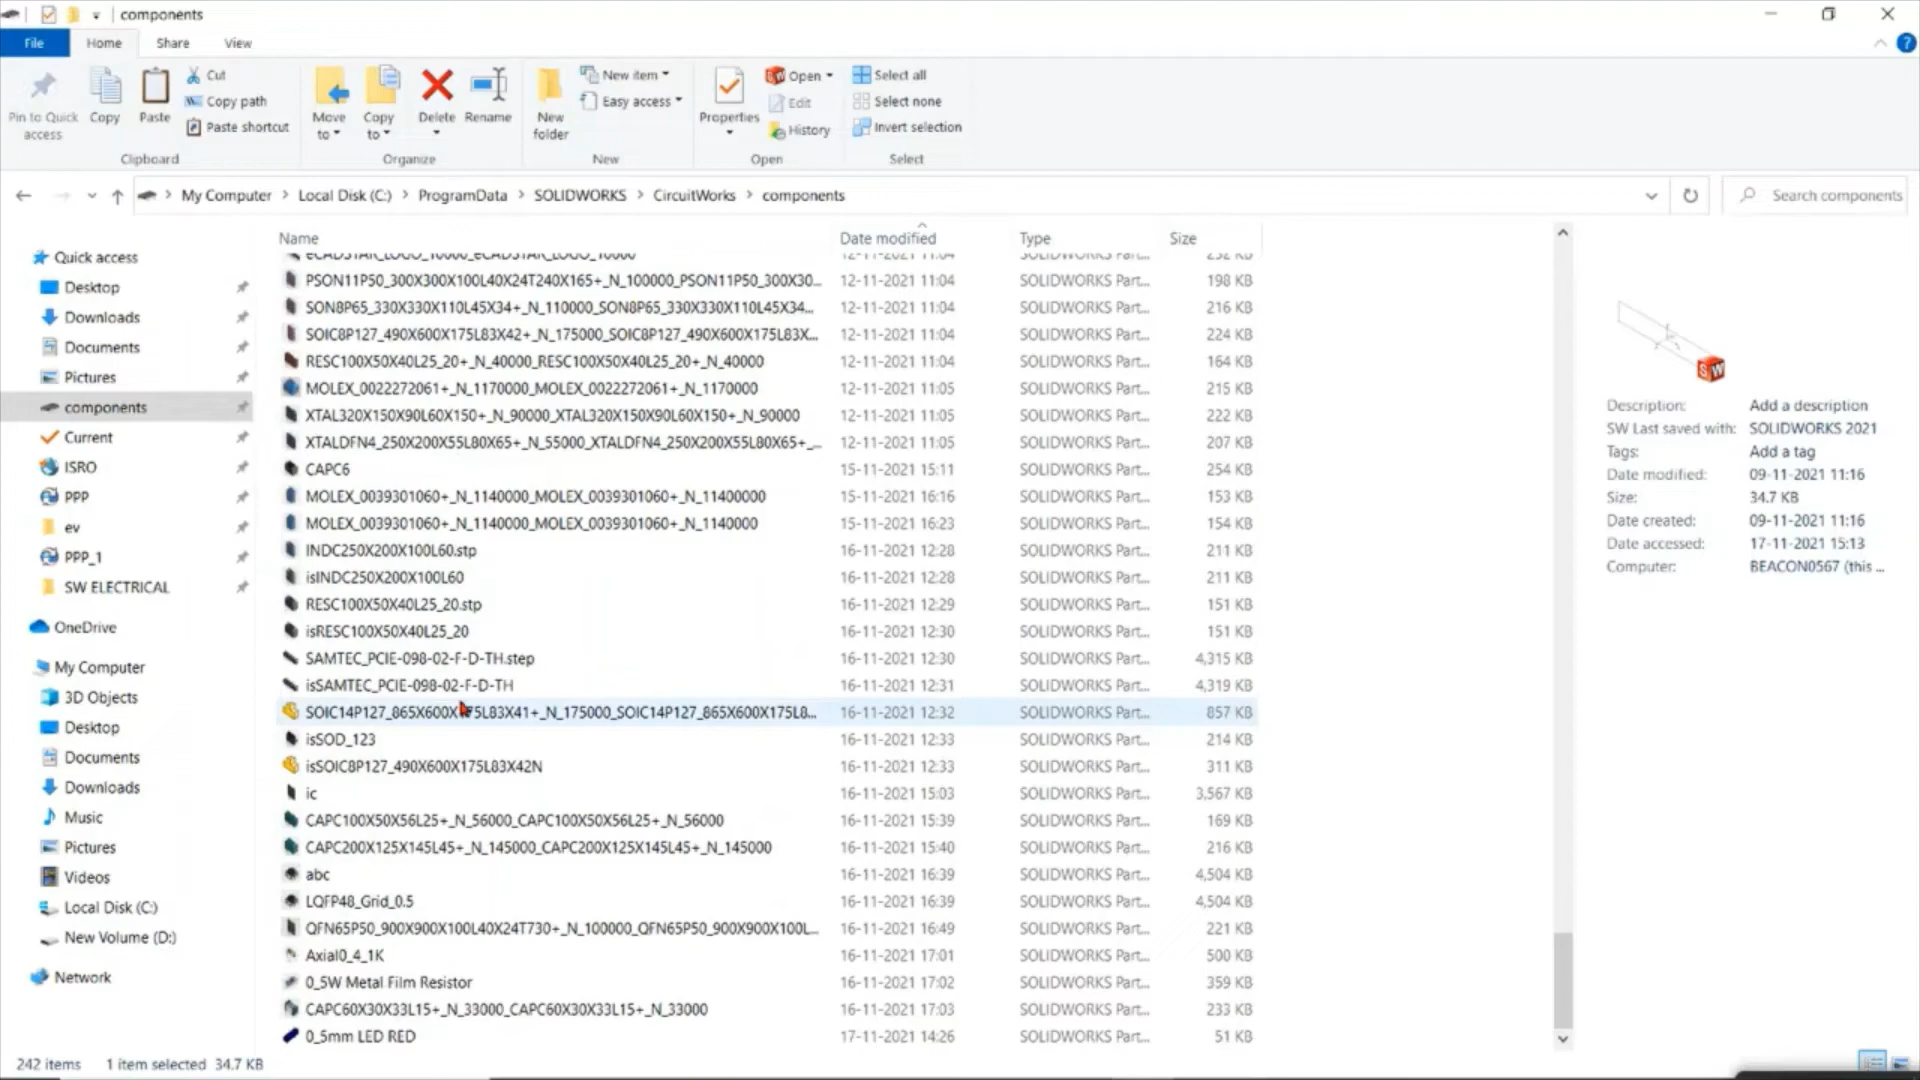 components
File Home Share View
Pin to Quick access
Copy
Paste
Cut
Copy path
Paste shortcut
Clipboard
Move to
Copy to
Delete
Rename
Organize
New folder
New item
Easy access
New
Properties
Open
Edit
History
Open
Select all
Select none
Invert selection
Select
My Computer > Local Disk (C:) > ProgramData > SOLIDWORKS > CircuitWorks > components
Search components
Quick access
Desktop
Downloads
Documents
Pictures
components
Current
ISRO
PPP
ev
PPP_1
SW ELECTRICAL
OneDrive
My Computer
3D Objects
Desktop
Documents
Downloads
Music
Pictures
Videos
Local Disk (C:)
New Volume (D:)
Network
Name Date modified Type Size
PSON11P50_300X300X100L40X24T240X165+_N_100000_PSON11P50_300X30... 12-11-2021 11:04 SOLIDWORKS Part... 198 KB
SON8P65_330X330X110L45X34+_N_110000_SON8P65_330X330X110L45X34... 12-11-2021 11:04 SOLIDWORKS Part... 216 KB
SOIC8P127_490X600X175L83X42+_N_175000_SOIC8P127_490X600X175L83X... 12-11-2021 11:04 SOLIDWORKS Part... 224 KB
RESC100X50X40L25_20+_N_40000_RESC100X50X40L25_20+_N_40000 12-11-2021 11:04 SOLIDWORKS Part... 164 KB
MOLEX_0022272061+_N_1170000_MOLEX_0022272061+_N_1170000 12-11-2021 11:05 SOLIDWORKS Part... 215 KB
XTAL320X150X90L60X150+_N_90000_XTAL320X150X90L60X150+_N_90000 12-11-2021 11:05 SOLIDWORKS Part... 222 KB
XTALDFN4_250X200X55L80X65+_N_55000_XTALDFN4_250X200X55L80X65+_... 12-11-2021 11:05 SOLIDWORKS Part... 207 KB
CAPC6 15-11-2021 15:11 SOLIDWORKS Part... 254 KB
MOLEX_0039301060+_N_1140000_MOLEX_0039301060+_N_11400000 15-11-2021 16:16 SOLIDWORKS Part... 153 KB
MOLEX_0039301060+_N_1140000_MOLEX_0039301060+_N_1140000 15-11-2021 16:23 SOLIDWORKS Part... 154 KB
INDC250X200X100L60.stp 16-11-2021 12:28 SOLIDWORKS Part... 211 KB
isINDC250X200X100L60 16-11-2021 12:28 SOLIDWORKS Part... 211 KB
RESC100X50X40L25_20.stp 16-11-2021 12:29 SOLIDWORKS Part... 151 KB
isRESC100X50X40L25_20 16-11-2021 12:30 SOLIDWORKS Part... 151 KB
SAMTEC_PCIE-098-02-F-D-TH.step 16-11-2021 12:30 SOLIDWORKS Part... 4,315 KB
isSAMTEC_PCIE-098-02-F-D-TH 16-11-2021 12:31 SOLIDWORKS Part... 4,319 KB
SOIC14P127_865X600X175L83X41+_N_175000_SOIC14P127_865X600X175L8... 16-11-2021 12:32 SOLIDWORKS Part... 857 KB
isSOD_123 16-11-2021 12:33 SOLIDWORKS Part... 214 KB
isSOIC8P127_490X600X175L83X42N 16-11-2021 12:33 SOLIDWORKS Part... 311 KB
ic 16-11-2021 15:03 SOLIDWORKS Part... 3,567 KB
CAPC100X50X56L25+_N_56000_CAPC100X50X56L25+_N_56000 16-11-2021 15:39 SOLIDWORKS Part... 169 KB
CAPC200X125X145L45+_N_145000_CAPC200X125X145L45+_N_145000 16-11-2021 15:40 SOLIDWORKS Part... 216 KB
abc 16-11-2021 16:39 SOLIDWORKS Part... 4,504 KB
LQFP48_Grid_0.5 16-11-2021 16:39 SOLIDWORKS Part... 4,504 KB
QFN65P50_900X900X100L40X24T730+_N_100000_QFN65P50_900X900X100L... 16-11-2021 16:49 SOLIDWORKS Part... 221 KB
Axial0_4_1K 16-11-2021 17:01 SOLIDWORKS Part... 500 KB
0_5W Metal Film Resistor 16-11-2021 17:02 SOLIDWORKS Part... 359 KB
CAPC60X30X33L15+_N_33000_CAPC60X30X33L15+_N_33000 16-11-2021 17:03 SOLIDWORKS Part... 233 KB
0_5mm LED RED 17-11-2021 14:26 SOLIDWORKS Part... 51 KB
SW
Description: Add a description
SW Last saved with: SOLIDWORKS 2021
Tags: Add a tag
Date modified: 09-11-2021 11:16
Size: 34.7 KB
Date created: 09-11-2021 11:16
Date accessed: 17-11-2021 15:13
Computer: BEACON0567 (this ...
242 items 1 item selected 34.7 KB